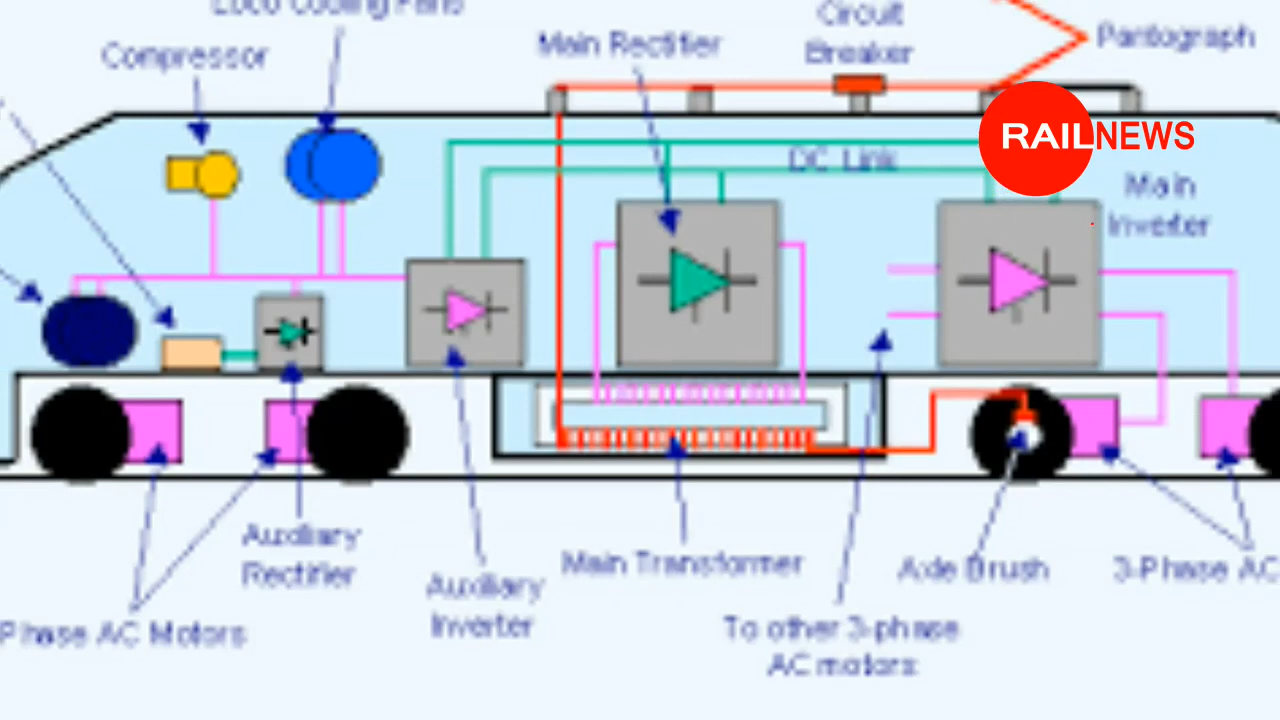 Loco Cooling Fans
Circuit
Breaker
Compressor
Main Rectifier
Pantograph
RAILNEWS
DC Link
Main
Inverter
Auxiliary
Rectifier
Auxiliary
Inverter
Main Transformer
Axle Brush
3-Phase AC
Phase AC Motors
To other 3-phase
AC motors